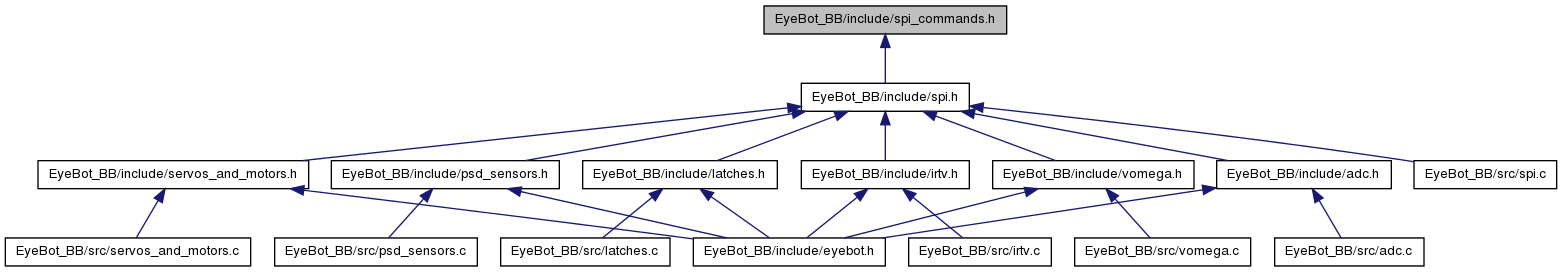 EyeBot_BB/include/spi_commands.h
EyeBot_BB/include/spi.h
EyeBot_BB/include/servos_and_motors.h
EyeBot_BB/include/psd_sensors.h
EyeBot_BB/include/latches.h
EyeBot_BB/include/irtv.h
EyeBot_BB/include/vomega.h
EyeBot_BB/include/adc.h
EyeBot_BB/src/spi.c
EyeBot_BB/src/servos_and_motors.c
EyeBot_BB/src/psd_sensors.c
EyeBot_BB/src/latches.c
EyeBot_BB/include/eyebot.h
EyeBot_BB/src/irtv.c
EyeBot_BB/src/vomega.c
EyeBot_BB/src/adc.c